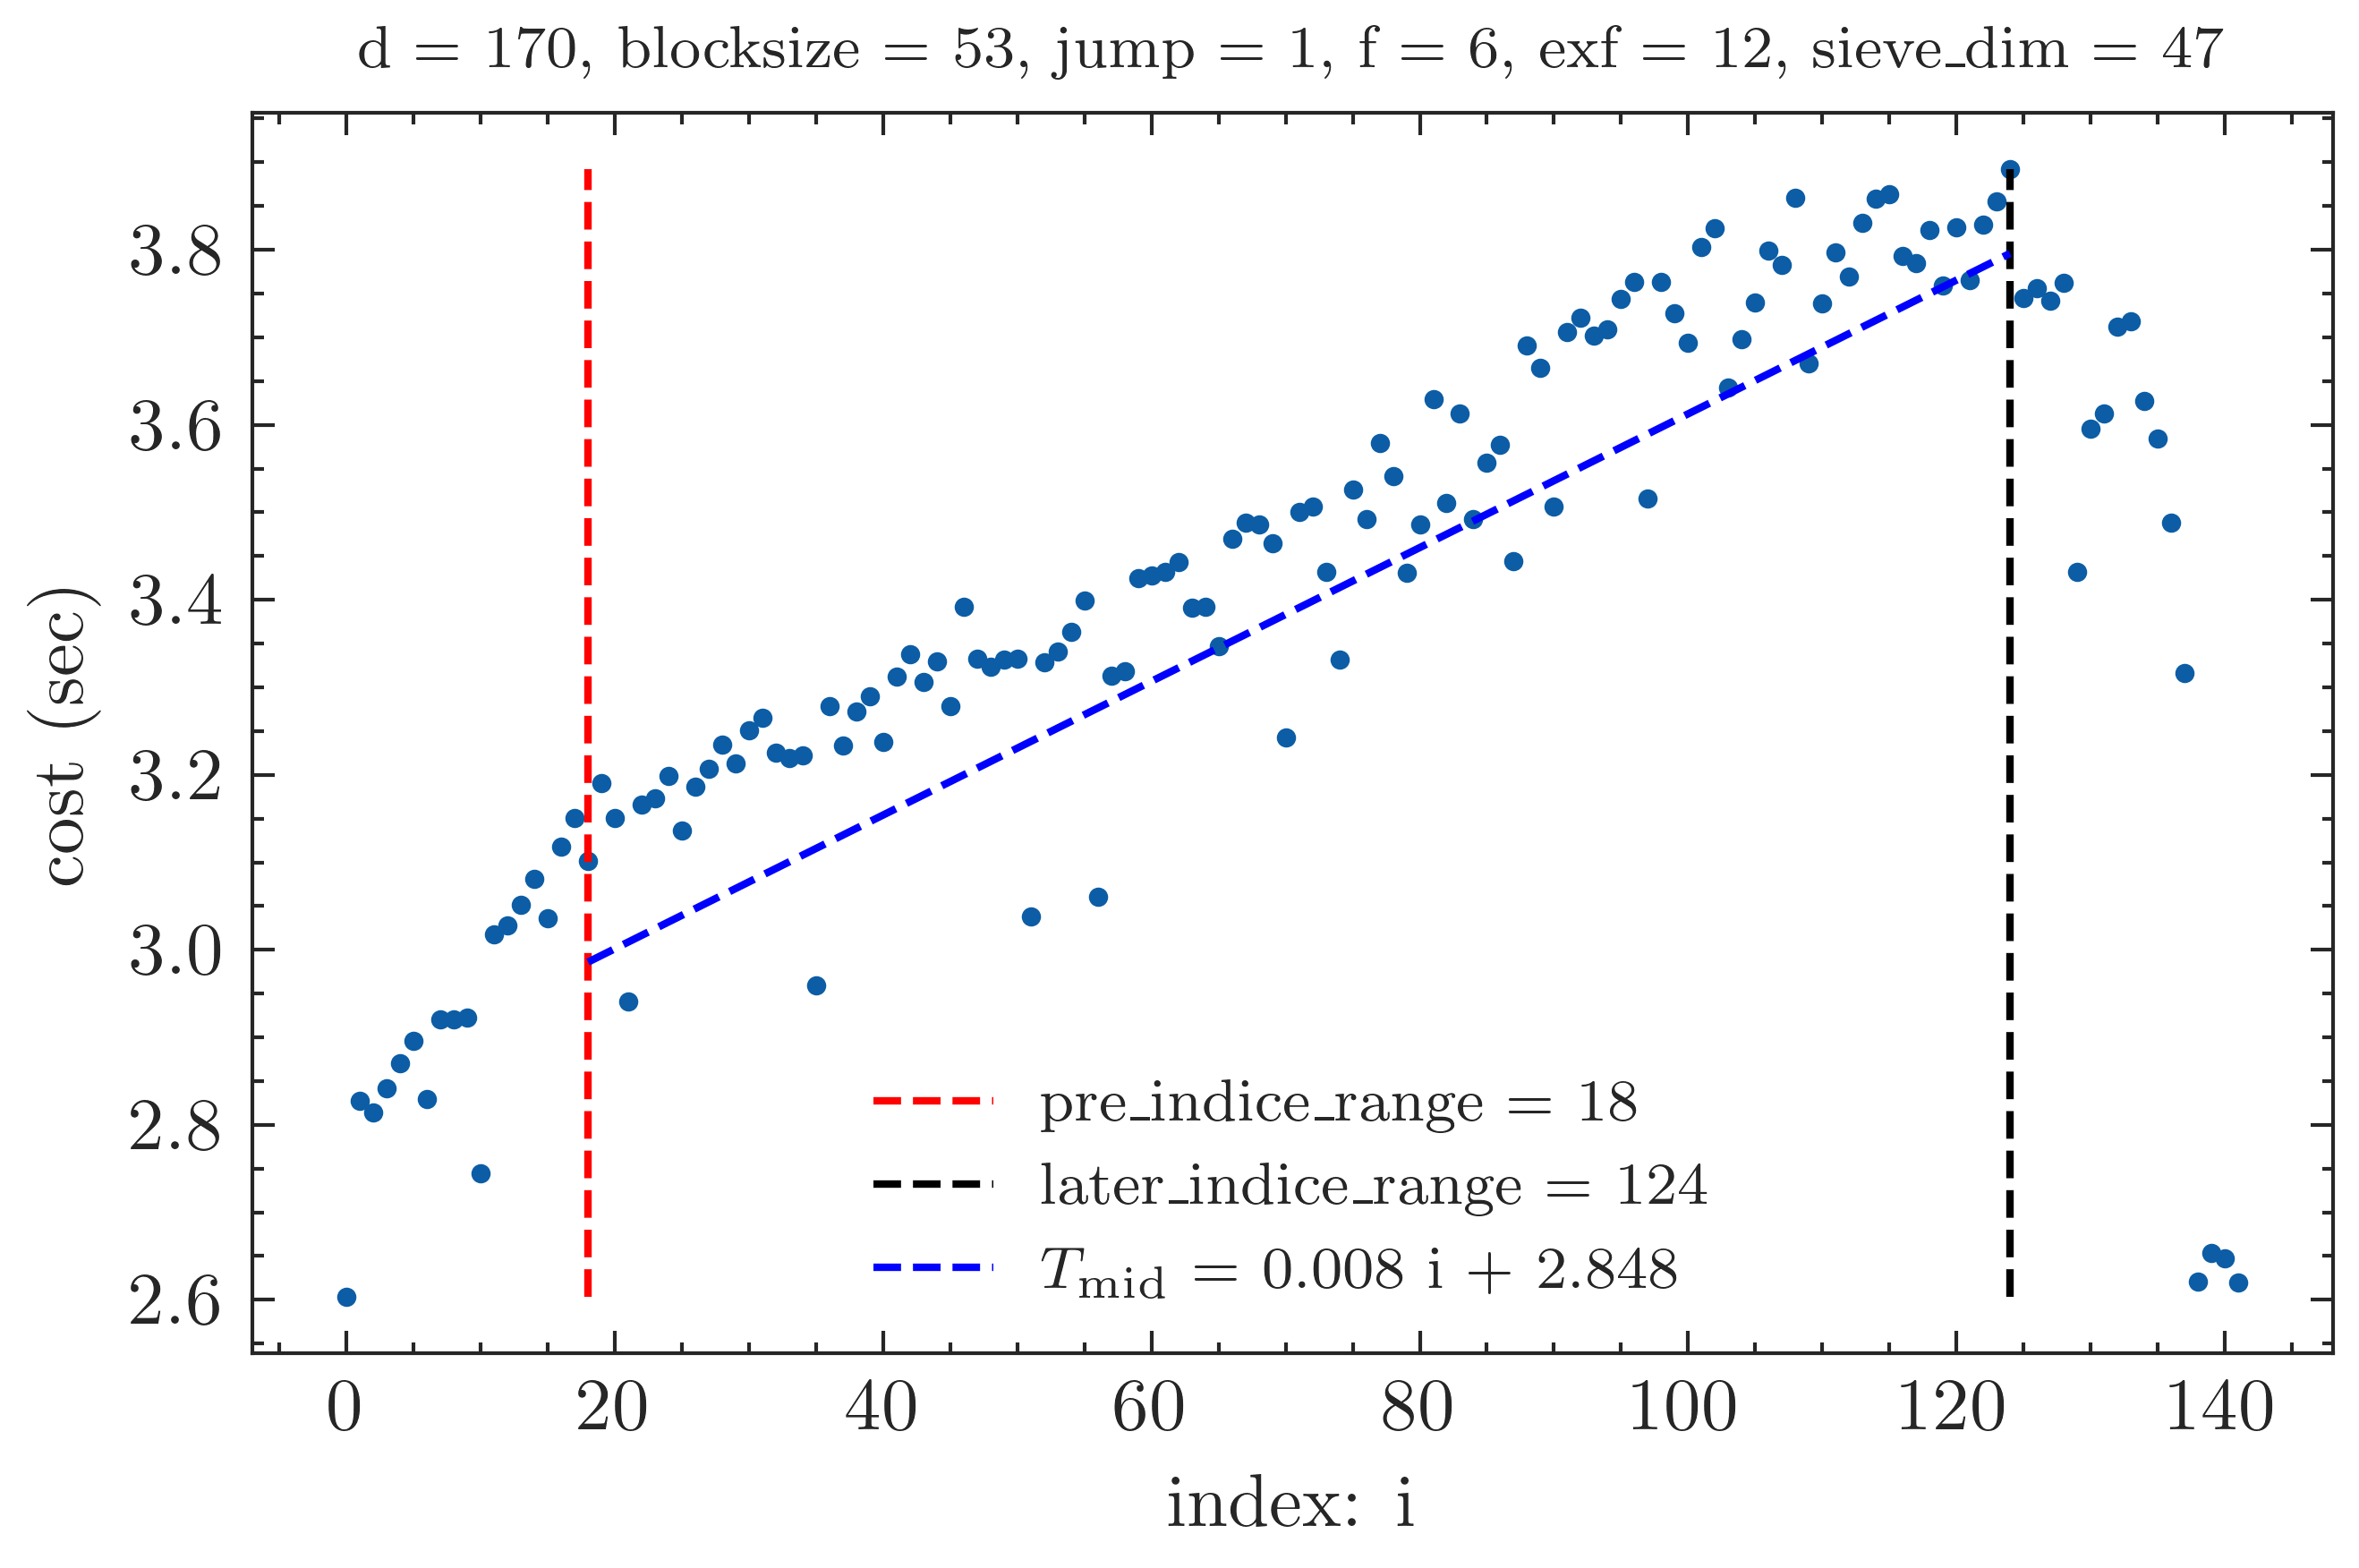 d = 170, blocksize = 53, jump = 1, f = 6, exf = 12, sieve_dim = 47
cost (sec)
3.8
3.6
3.4
3.2
3.0
2.8
2.6
pre_indice_range = 18
later_indice_range = 124
T_mid = 0.008 i + 2.848
0 20 40 60 80 100 120 140
index: i